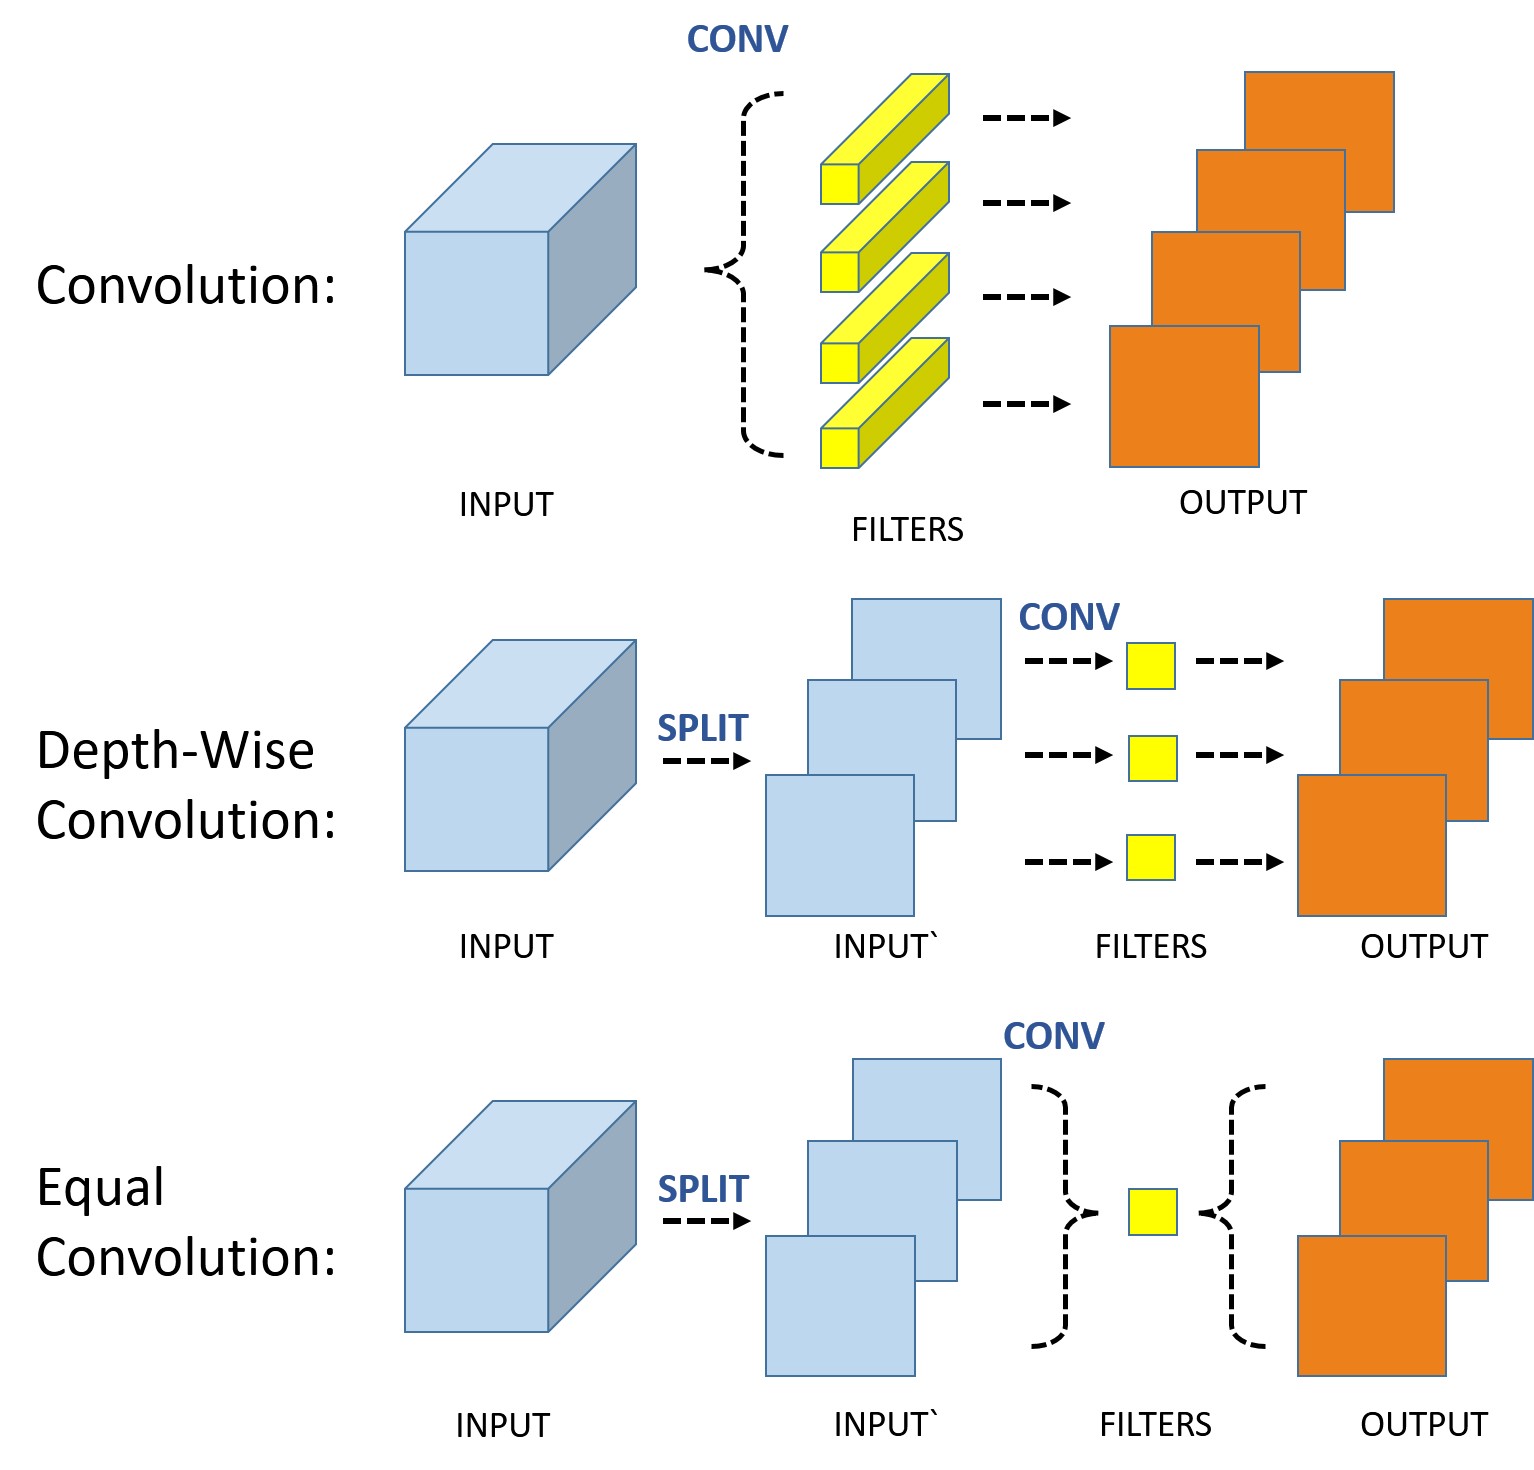 CONV
Convolution:
INPUT
FILTERS
OUTPUT
Depth-Wise
Convolution:
SPLIT
CONV
INPUT
INPUT`
FILTERS
OUTPUT
Equal
Convolution:
SPLIT
CONV
INPUT
INPUT`
FILTERS
OUTPUT